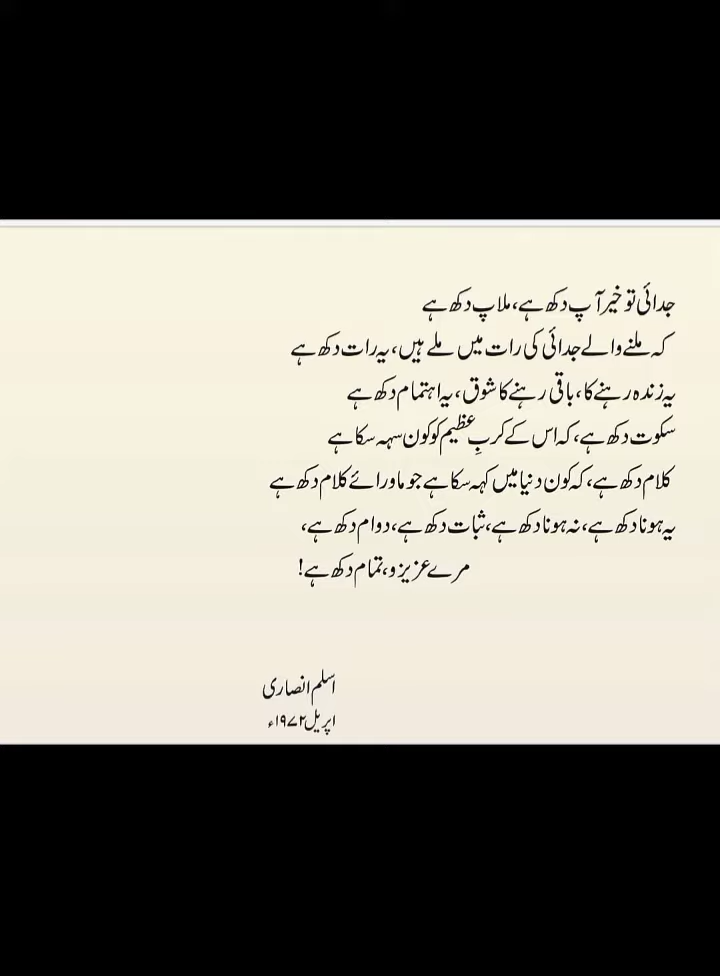 جدائی تو خیر آپ دکھ ہے، ملاپ دکھ ہے
کہ ملنے والے جدائی کی رات میں ملے ہیں، یہ رات دکھ ہے
یہ زندہ رہنے کا، باقی رہنے کا شوق، یہ اہتمام دکھ ہے
سکوت دکھ ہے، کہ اس کے کربِ عظیم کو کون سہہ سکا ہے
کلام دکھ ہے، کہ کون دنیا میں کہہ سکا ہے جو ماورائے کلام دکھ ہے
یہ ہونا دکھ ہے، نہ ہونا دکھ ہے، ثبات دکھ ہے، دوام دکھ ہے،
مرے عزیزو، تمام دکھ ہے!
اسلم انصاری
اپریل ۱۹۷۲ء